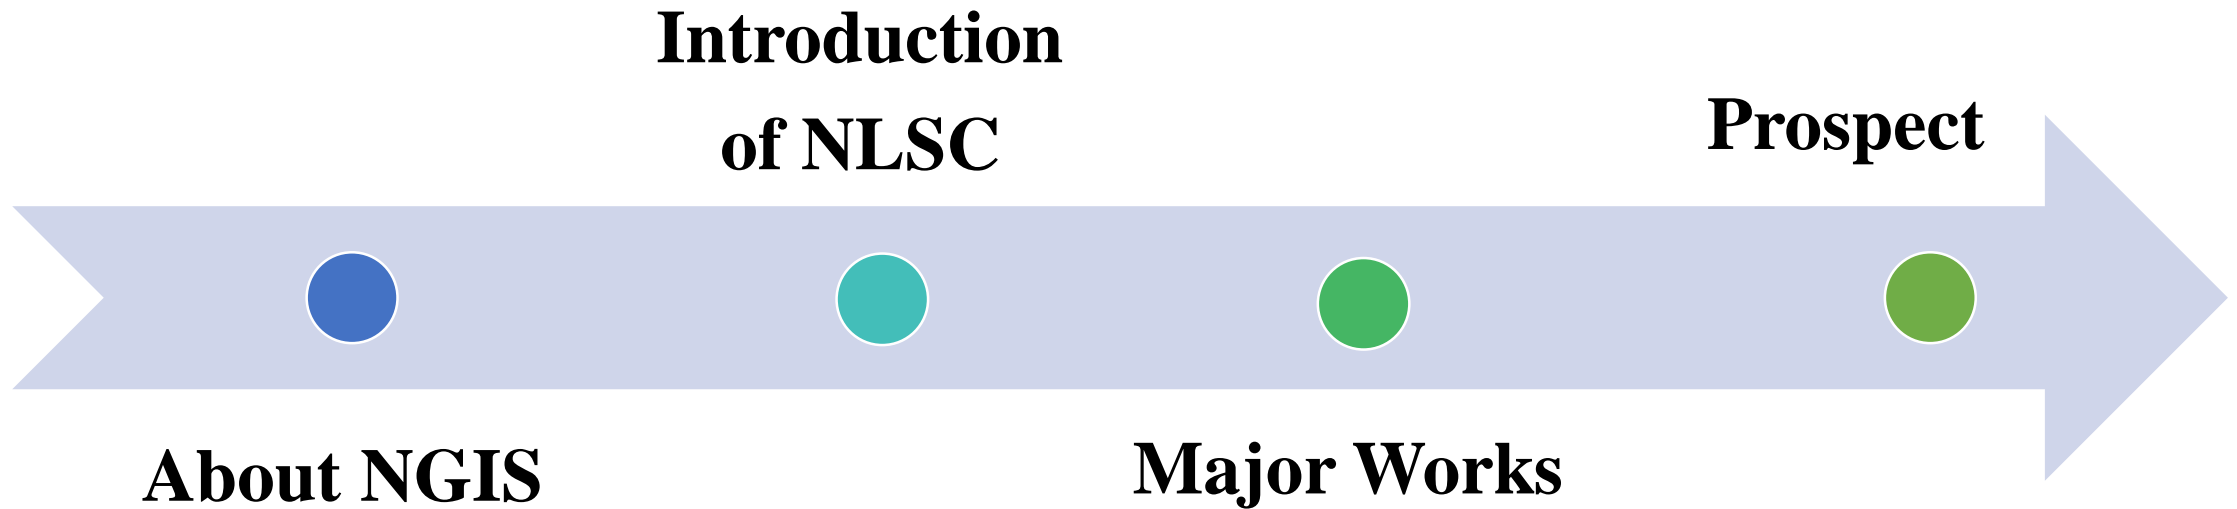 Introduction
of NLSC
Prospect
About NGIS
Major Works